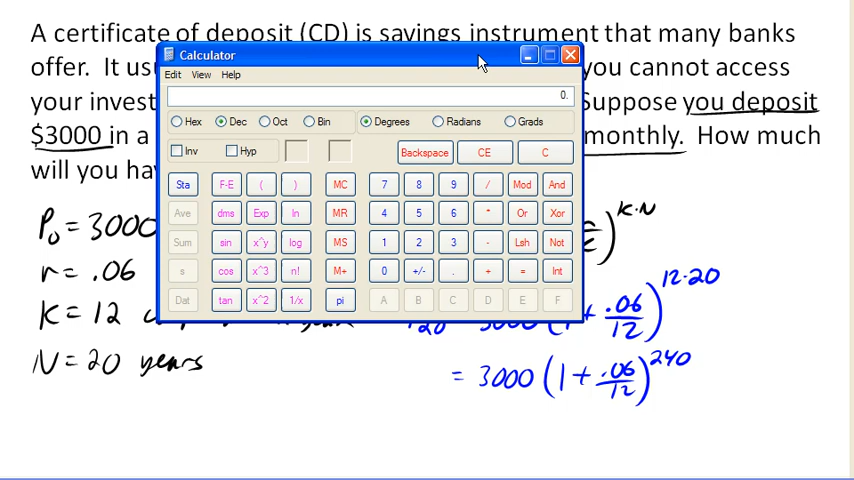 A certificate of deposit (CD) is savings instrument that many banks
Calculator
offer. It us you cannot access
Edit View Help
your invest Suppose you deposit
0.
Hex Dec Oct Bin Degrees Radians Grads
$3000 in a monthly. How much
Inv Hyp Backspace CE C
will you ha
Sta F-E ( ) MC 7 8 9 / Mod And
Ave dms Exp ln MR 4 5 6 * Or Xor
P₀ = 3000 K·N
Sum sin x^y log MS 1 2 3 - Lsh Not
s cos x^3 n! M+ 0 +/- . + = Int
r = .06
Dat tan x^2 1/x pi A B C D E F
K = 12
3000 (1 + .06/12)^12·20
N = 20 years
= 3000 (1 + .06/12)^240